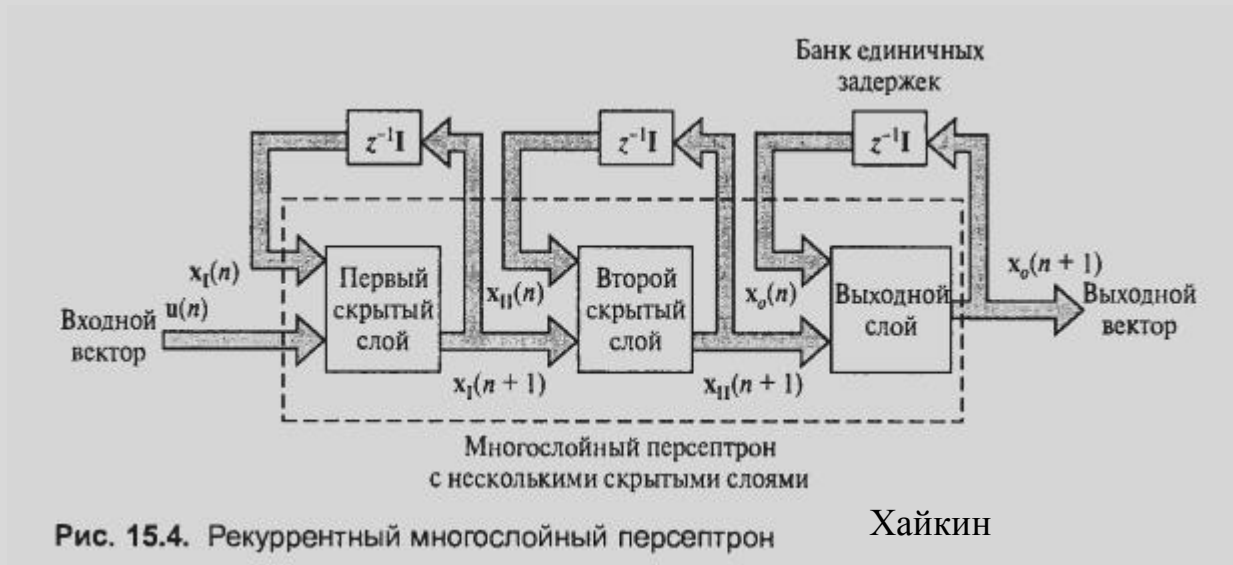 Банк единичных
задержек
z⁻¹I
z⁻¹I
z⁻¹I
x_I(n)
u(n)
Входной
вектор
Первый
скрытый
слой
x_I(n + 1)
x_II(n)
Второй
скрытый
слой
x_II(n + 1)
x_o(n)
Выходной
слой
x_o(n + 1)
Выходной
вектор
Многослойный персептрон
с несколькими скрытыми слоями
Рис. 15.4. Рекуррентный многослойный персептрон
Хайкин